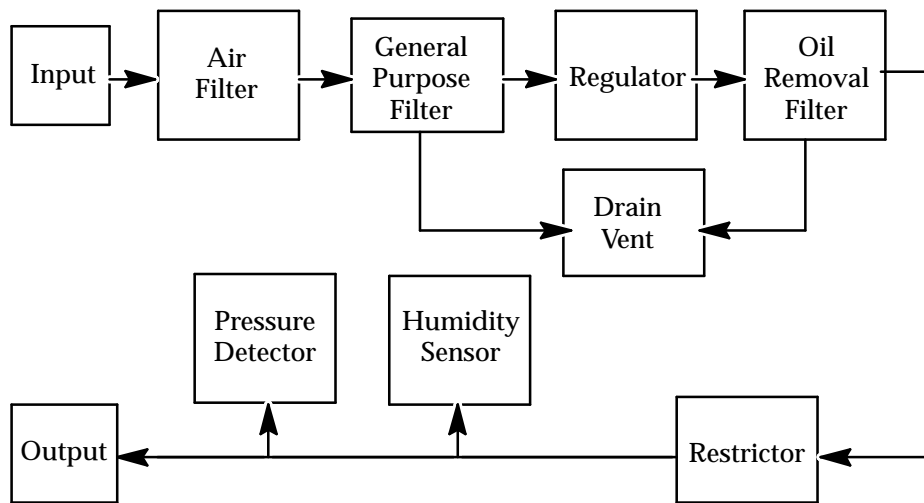 Input
Air
Filter
General
Purpose
Filter
Regulator
Oil
Removal
Filter
Drain
Vent
Pressure
Detector
Humidity
Sensor
Output
Restrictor